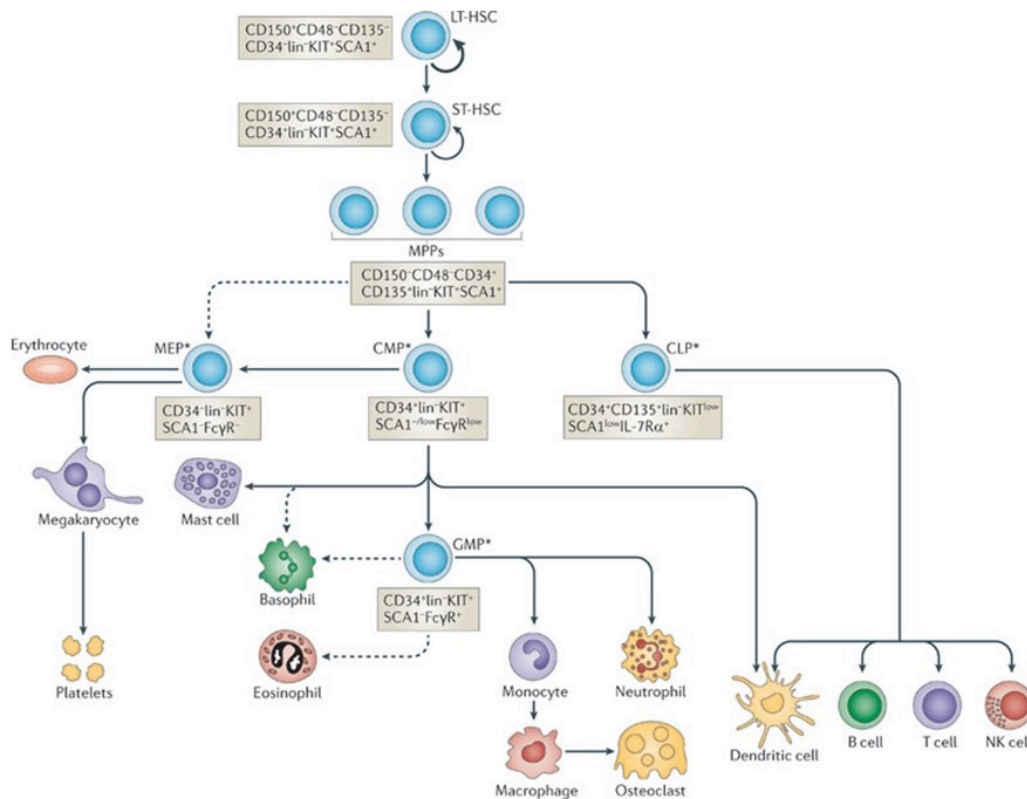 LT-HSC
CD150⁺CD48⁻CD135⁻
CD34⁻lin⁻KIT⁺SCA1⁺
ST-HSC
CD150⁺CD48⁻CD135⁻
CD34⁺lin⁻KIT⁺SCA1⁺
MPPs
CD150⁻CD48⁻CD34⁺
CD135⁺lin⁻KIT⁺SCA1⁺
Erythrocyte
MEP*
CMP*
CLP*
CD34⁻lin⁻KIT⁺
SCA1⁻FcγR⁻
CD34⁺lin⁻KIT⁺
SCA1⁻/lowFcγRlow
CD34⁺CD135⁺lin⁻KITlow
SCA1lowIL-7Rα⁺
Megakaryocyte
Mast cell
GMP*
Basophil
CD34⁺lin⁻KIT⁺
SCA1⁻FcγR⁺
Platelets
Eosinophil
Monocyte
Neutrophil
Dendritic cell
B cell
T cell
NK cell
Macrophage
Osteoclast